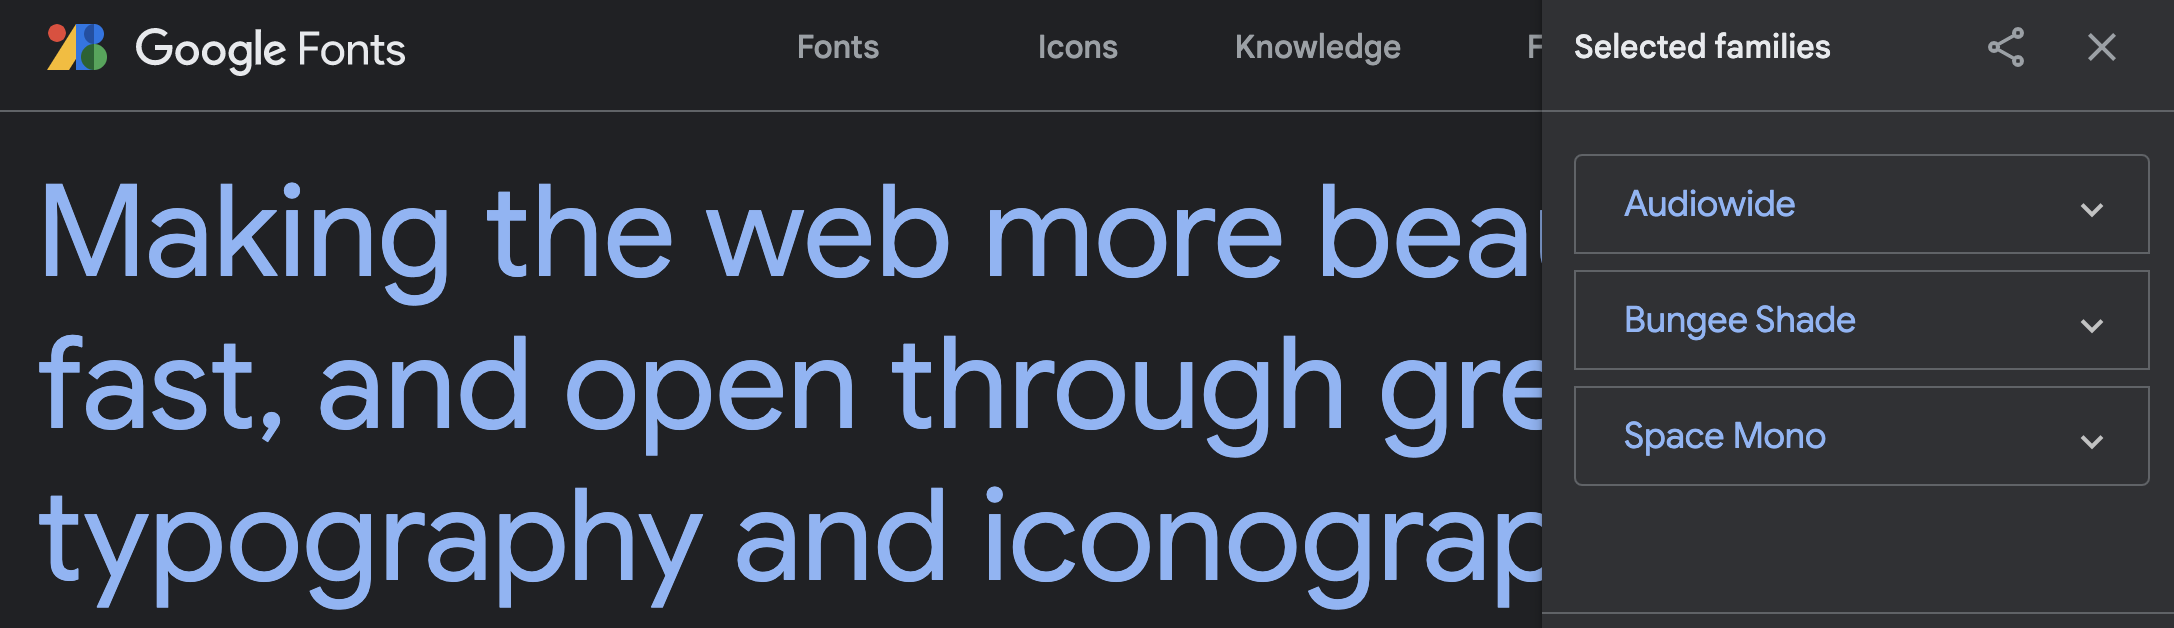 Google Fonts
Fonts
Icons
Knowledge
F
Selected families
Making the web more beau
fast, and open through gre
typography and iconograp
Audiowide
Bungee Shade
Space Mono